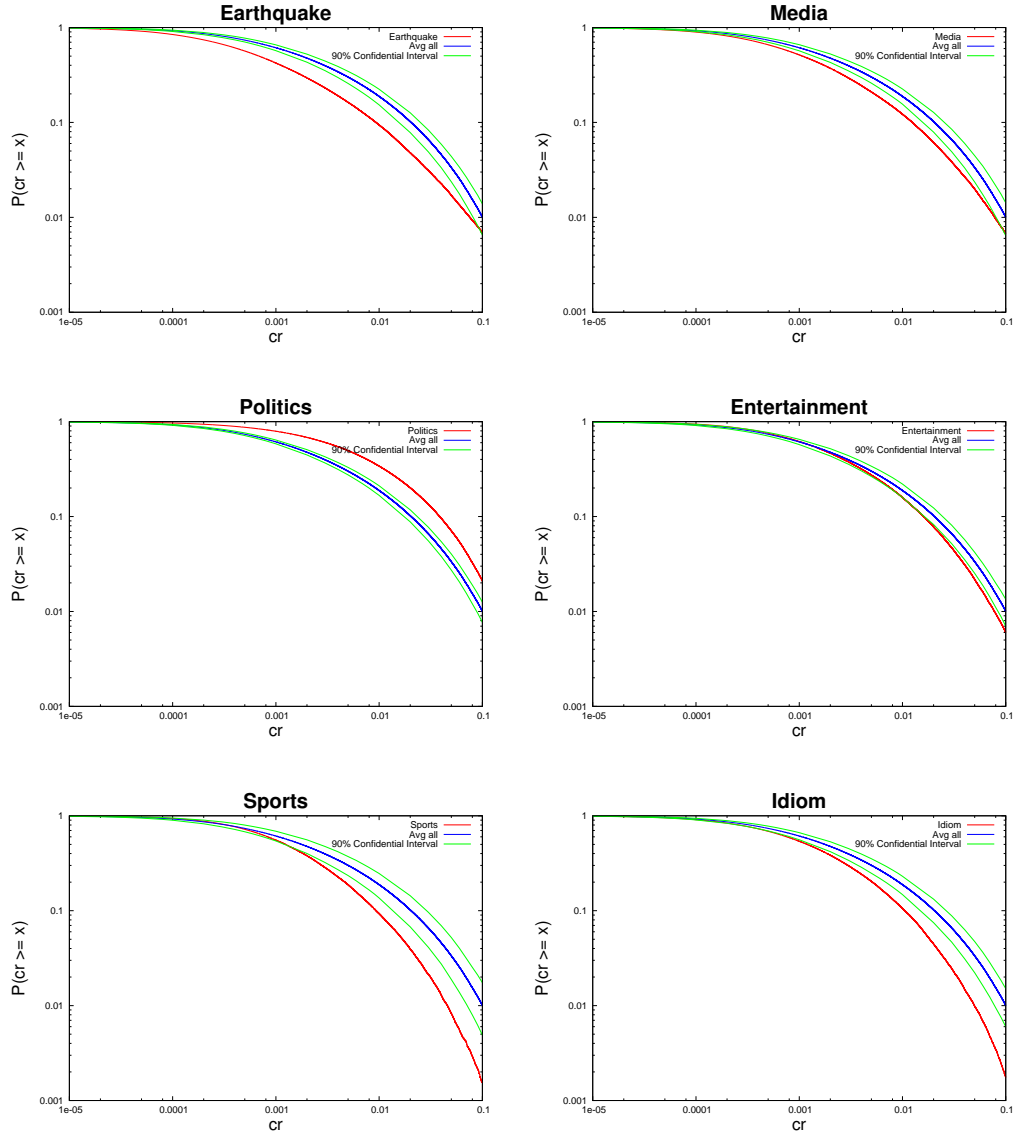 Earthquake
1
0.1
0.01
0.001
1e-05
0.0001
0.001
0.01
0.1
P(cr >= x)
cr
Earthquake
Avg all
90% Confidential Interval
Media
1
0.1
0.01
0.001
1e-05
0.0001
0.001
0.01
0.1
P(cr >= x)
cr
Media
Avg all
90% Confidential Interval
Politics
1
0.1
0.01
0.001
1e-05
0.0001
0.001
0.01
0.1
P(cr >= x)
cr
Politics
Avg all
90% Confidential Interval
Entertainment
1
0.1
0.01
0.001
1e-05
0.0001
0.001
0.01
0.1
P(cr >= x)
cr
Entertainment
Avg all
90% Confidential Interval
Sports
1
0.1
0.01
0.001
1e-05
0.0001
0.001
0.01
0.1
P(cr >= x)
cr
Sports
Avg all
90% Confidential Interval
Idiom
1
0.1
0.01
0.001
1e-05
0.0001
0.001
0.01
0.1
P(cr >= x)
cr
Idiom
Avg all
90% Confidential Interval